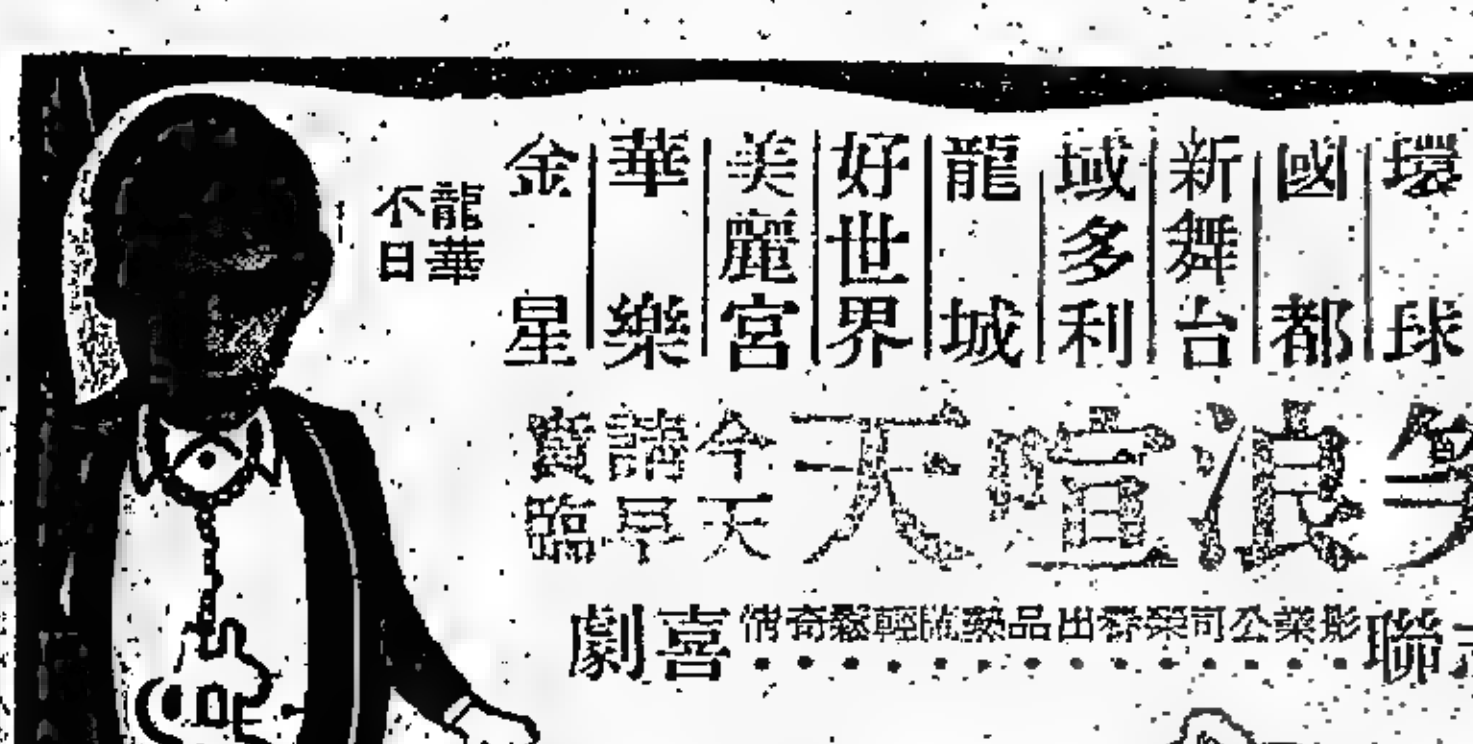 環球
國都
新舞台
域多利
龍城
好世界
美麗宮
華樂
金星
龍華
不日
浪喧天
今天
請早
賁臨
聯
影業公司榮譽出品
輕鬆奇情
喜劇